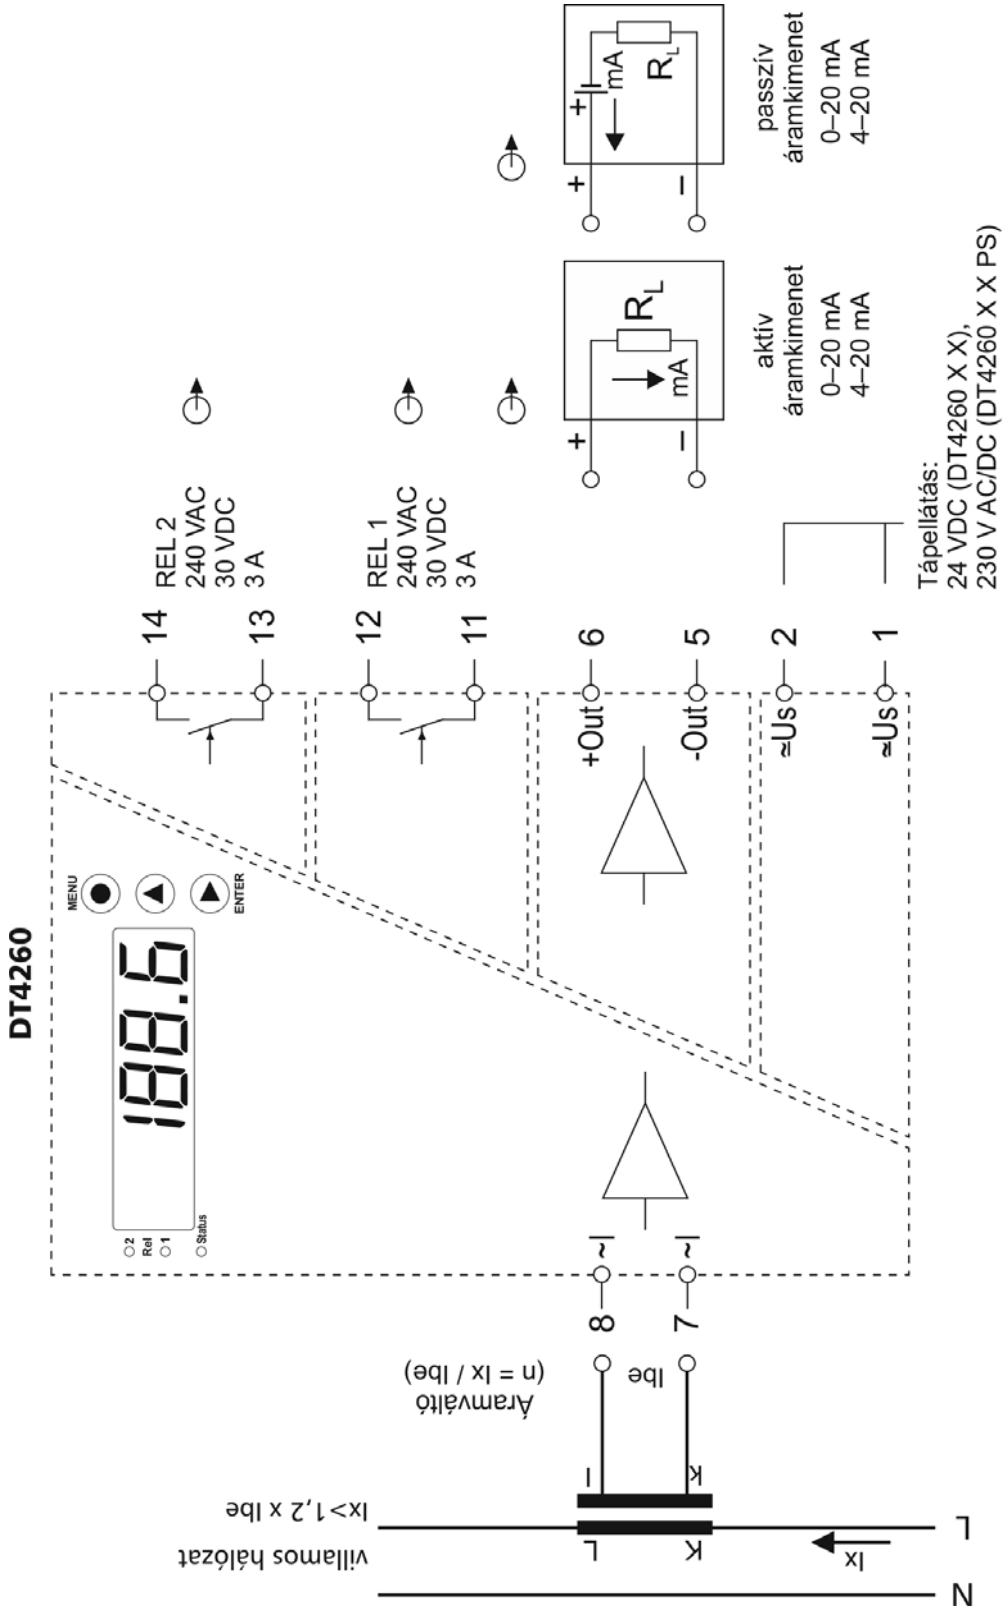 DT4260
2
Rel
1
Status
188.6
MENU
ENTER
14
13
REL 2
240 VAC
30 VDC
3 A
12
11
REL 1
240 VAC
30 VDC
3 A
+Out
6
-Out
5
≃Us
2
≃Us
1
+
–
RL
mA
aktív
áramkimenet
0–20 mA
4–20 mA
+
–
+
mA
RL
passzív
áramkimenet
0–20 mA
4–20 mA
Tápellátás:
24 VDC (DT4260 X X),
230 V AC/DC (DT4260 X X PS)
8
7
Áramváltó
(n = Ix / Ibe)
Ibe
l
K
L
K
Ix>1,2 x Ibe
villamos hálózat
Ix
L
N